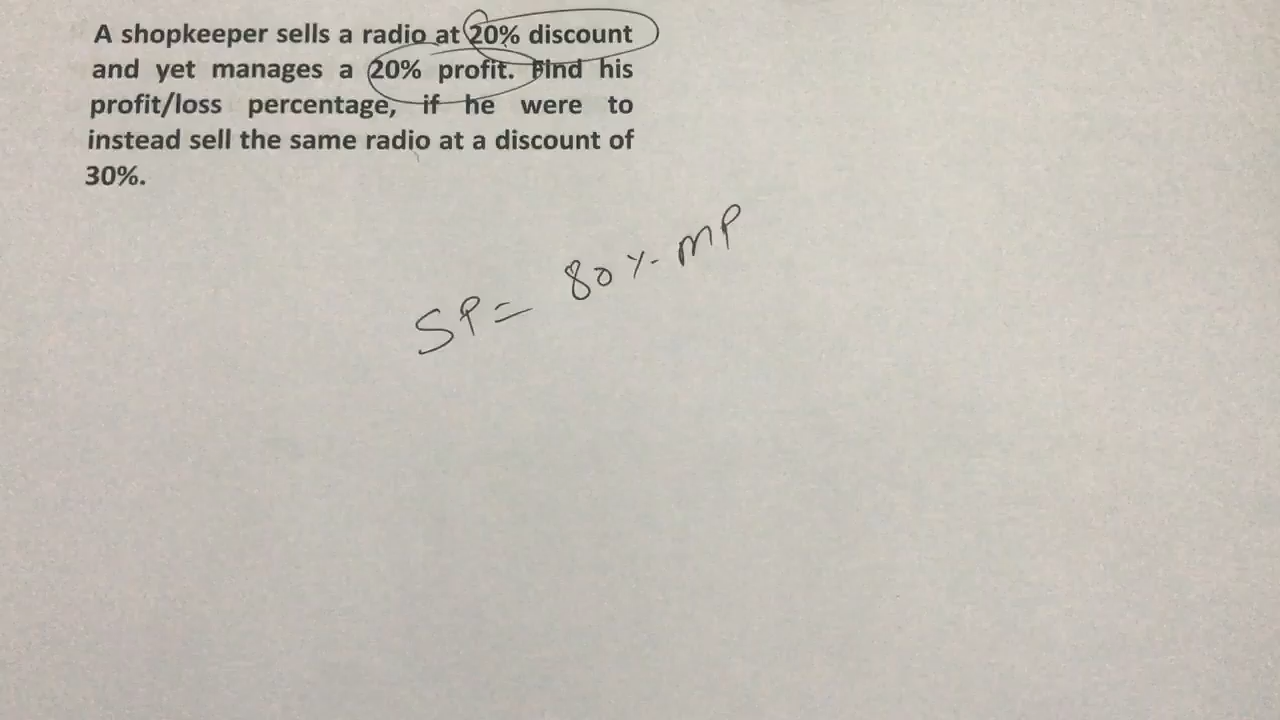 A shopkeeper sells a radio at 20% discount
and yet manages a 20% profit. Find his
profit/loss percentage, if he were to
instead sell the same radio at a discount of
30%.
SP = 80 % MP